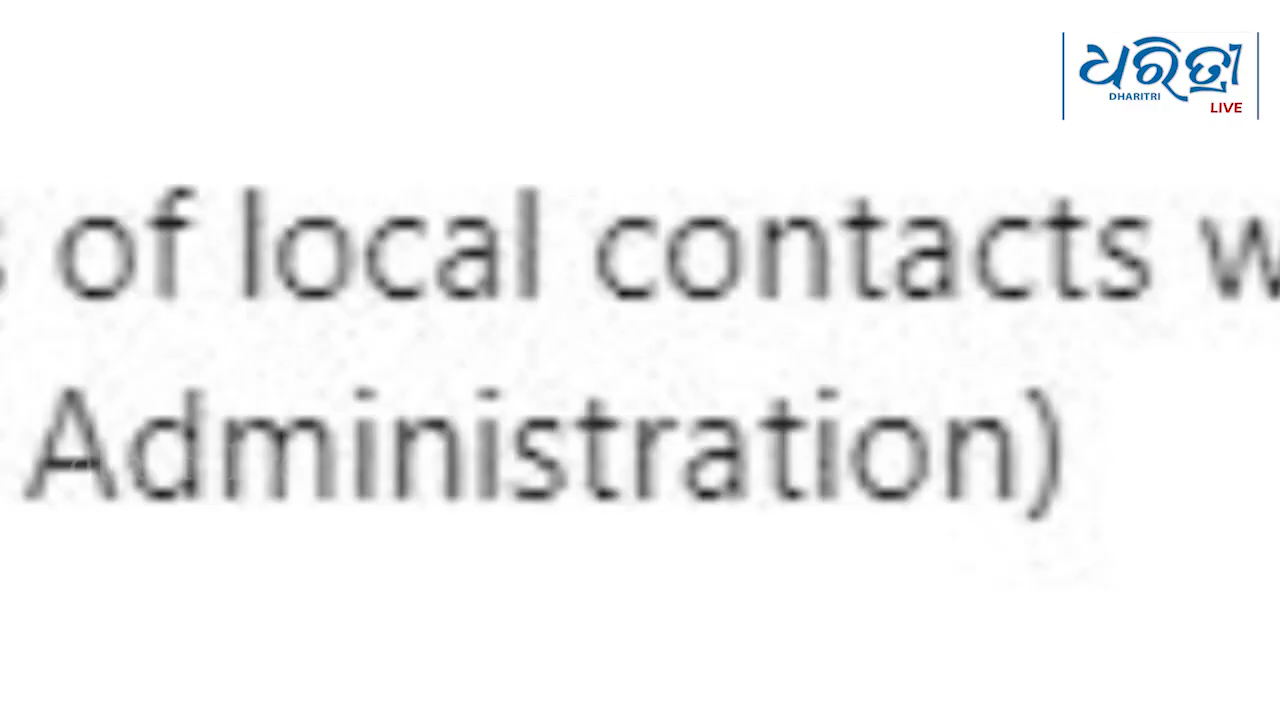 ଧରିତ୍ରୀ
DHARITRI
LIVE
of local contacts
Administration)